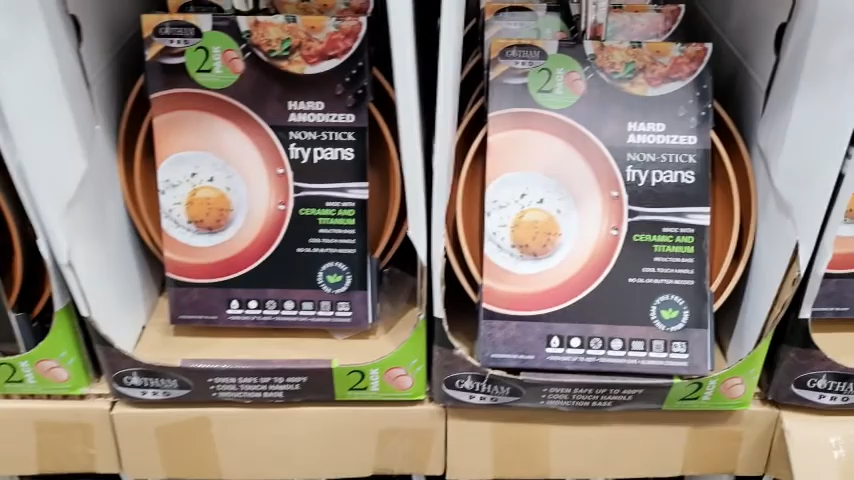 GOTHAM
PRO
2
PACK
HARD
ANODIZED
NON-STICK
fry pans
MADE WITH
CERAMIC AND
TITANIUM
INDUCTION BASE
COOL TOUCH HANDLE
NO OIL OR BUTTER NEEDED
GOTHAM
PRO
2
PACK
HARD
ANODIZED
NON-STICK
fry pans
MADE WITH
CERAMIC AND
TITANIUM
INDUCTION BASE
COOL TOUCH HANDLE
NO OIL OR BUTTER NEEDED
2
GOTHAM
PRO
• OVEN SAFE UP TO 400°F
• COOL TOUCH HANDLE
• INDUCTION BASE
2
PACK
GOTHAM
PRO
• OVEN SAFE UP TO 400°F
• COOL TOUCH HANDLE
• INDUCTION BASE
2
PACK